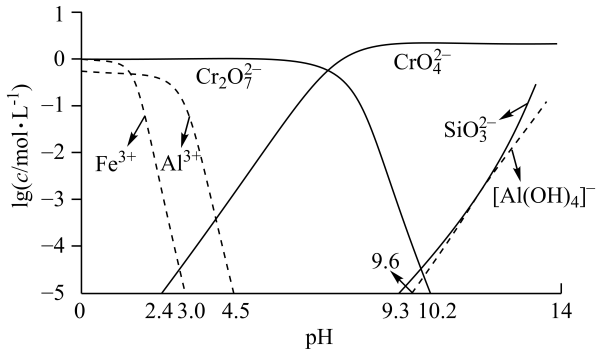 lg(c/mol·L⁻¹)
1
0
−1
−2
−3
−4
−5
Cr₂O₇²⁻
CrO₄²⁻
Fe³⁺
Al³⁺
SiO₃²⁻
[Al(OH)₄]⁻
9.6
0 2.4 3.0 4.5 9.3 10.2 14
pH